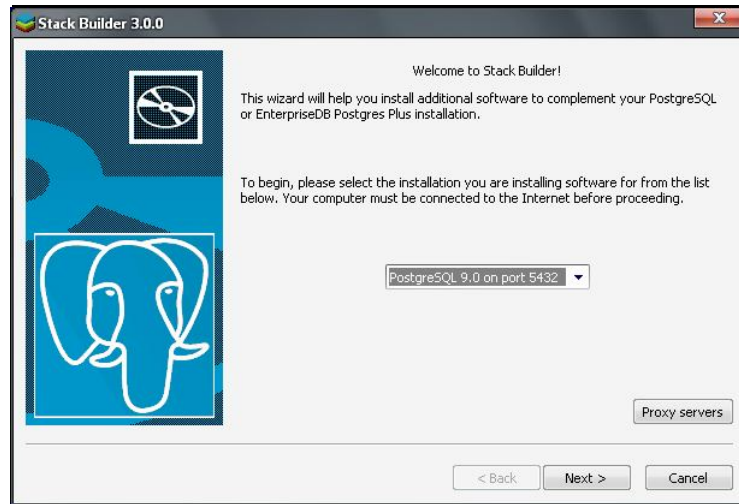 Stack Builder 3.0.0
Welcome to Stack Builder!
This wizard will help you install additional software to complement your PostgreSQL
or EnterpriseDB Postgres Plus installation.
To begin, please select the installation you are installing software for from the list
below. Your computer must be connected to the Internet before proceeding.
PostgreSQL 9.0 on port 5432
Proxy servers
< Back Next > Cancel